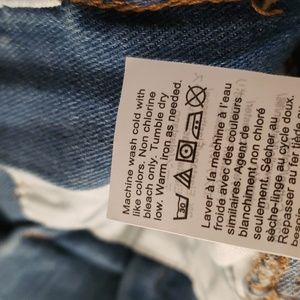 Machine wash cold with
like colors. Non chlorine
bleach only. Tumble dry
low. Warm iron as needed.
30
Laver à la machine à l'eau
froide avec des couleurs
similaires. Agent de
blanchiment non chloré
seulement. Sécher au
sèche-linge au cycle doux.
Repasser au fer tiède au